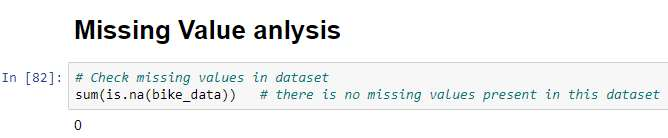 Missing Value anlysis
In [82]: # Check missing values in dataset
sum(is.na(bike_data))   # there is no missing values present in this dataset
0